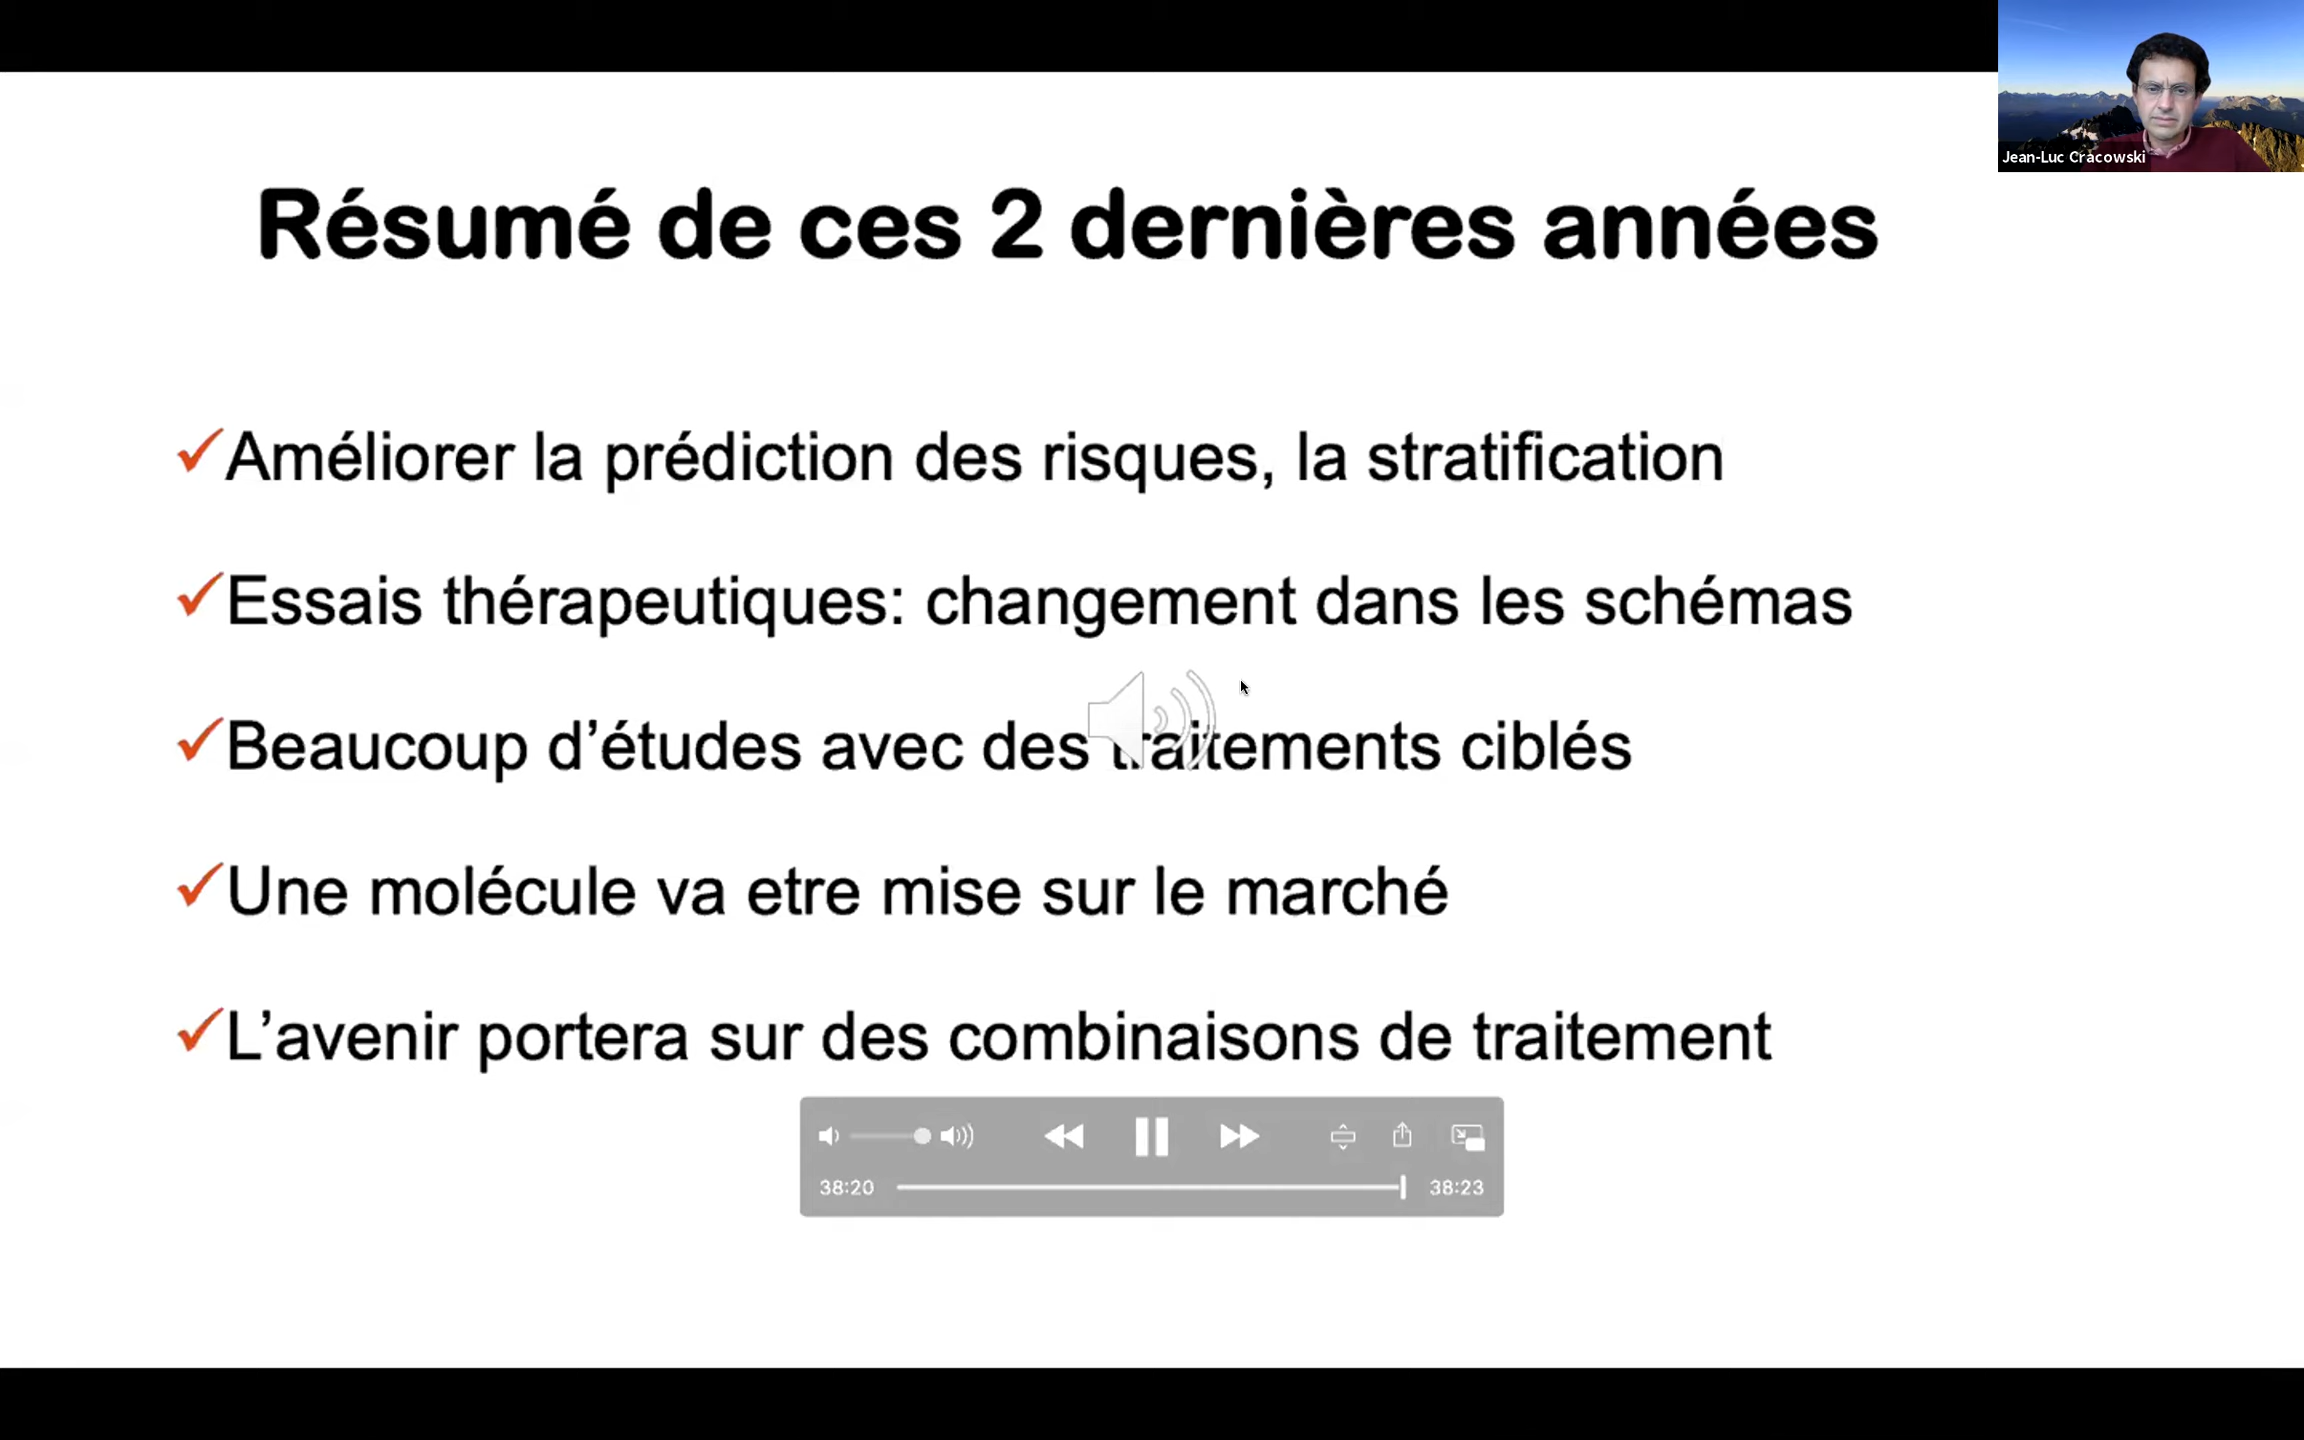 Jean-Luc Cracowski
Résumé de ces 2 dernières années
✓Améliorer la prédiction des risques, la stratification
✓Essais thérapeutiques: changement dans les schémas
✓Beaucoup d’études avec des traitements ciblés
✓Une molécule va etre mise sur le marché
✓L’avenir portera sur des combinaisons de traitement
38:20 38:23